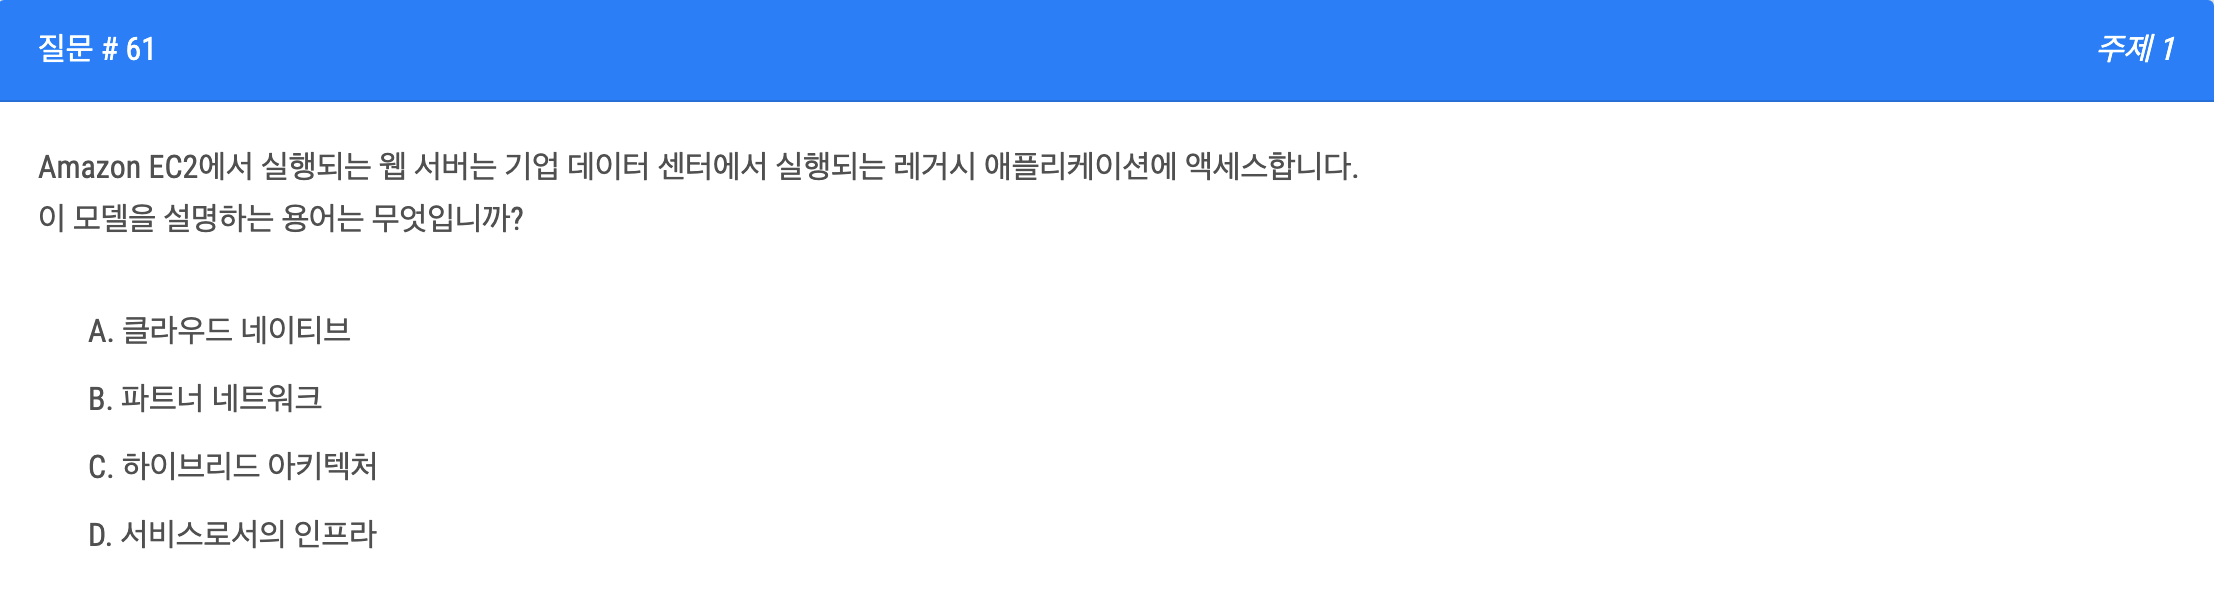 질문 # 61
주제 1
Amazon EC2에서 실행되는 웹 서버는 기업 데이터 센터에서 실행되는 레거시 애플리케이션에 액세스합니다.
이 모델을 설명하는 용어는 무엇입니까?
A. 클라우드 네이티브
B. 파트너 네트워크
C. 하이브리드 아키텍처
D. 서비스로서의 인프라